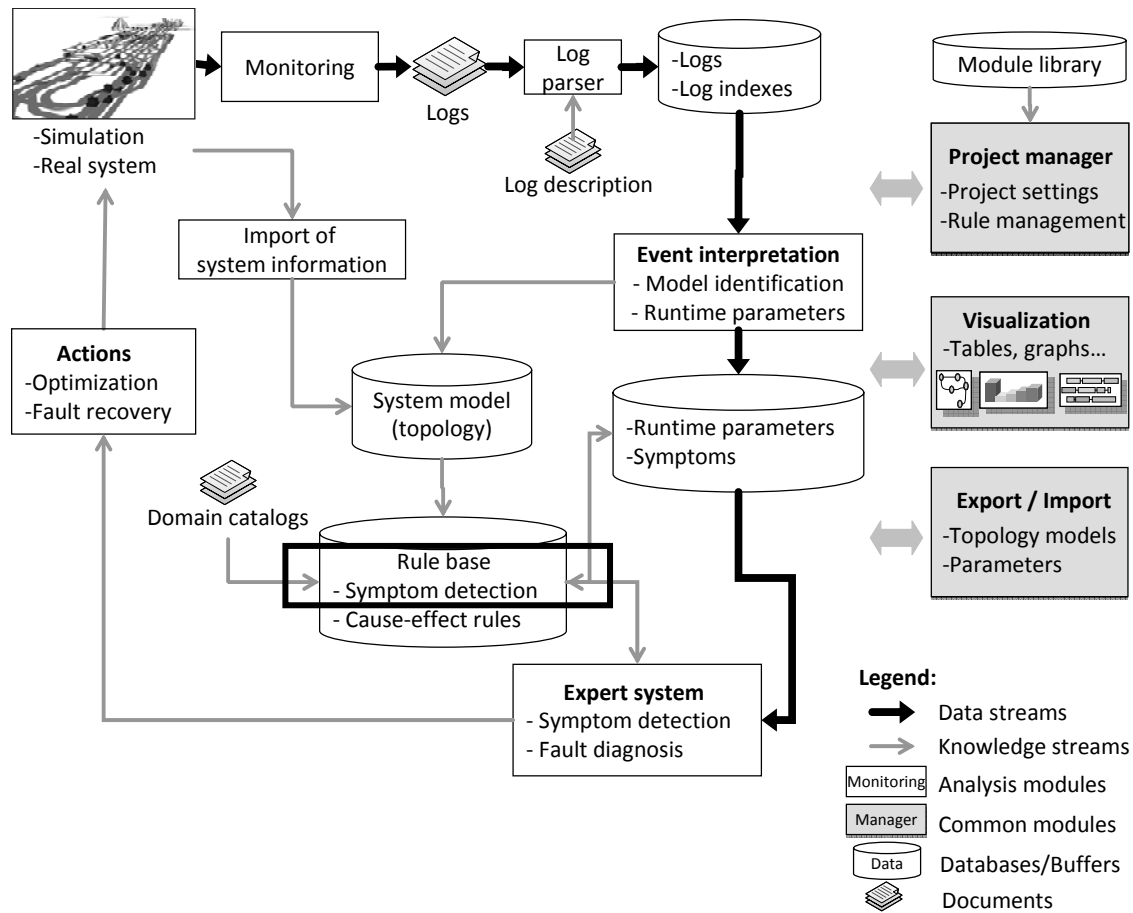 Monitoring
Logs
Log
parser
-Logs
-Log indexes
Module library
-Simulation
-Real system
Log description
Project manager
-Project settings
-Rule management
Import of
system information
Event interpretation
- Model identification
- Runtime parameters
Visualization
-Tables, graphs...
Actions
-Optimization
-Fault recovery
System model
(topology)
-Runtime parameters
-Symptoms
Export / Import
-Topology models
-Parameters
Domain catalogs
Rule base
- Symptom detection
- Cause-effect rules
Expert system
- Symptom detection
- Fault diagnosis
Legend:
Data streams
Knowledge streams
Monitoring
Analysis modules
Manager
Common modules
Data
Databases/Buffers
Documents